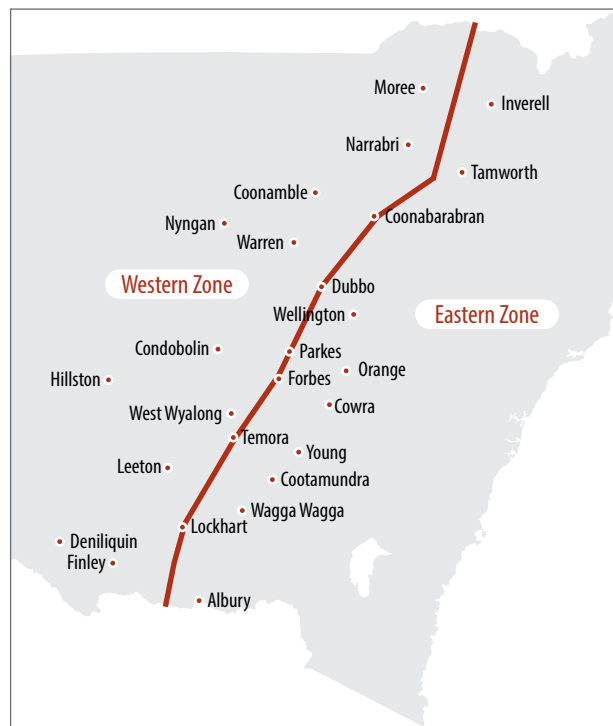 Moree
Inverell
Narrabri
Tamworth
Coonamble
Coonabarabran
Nyngan
Warren
Western Zone
Dubbo
Wellington
Eastern Zone
Condobolin
Parkes
Orange
Hillston
Forbes
Cowra
West Wyalong
Temora
Young
Leeton
Cootamundra
Wagga Wagga
Lockhart
Deniliquin
Finley
Albury